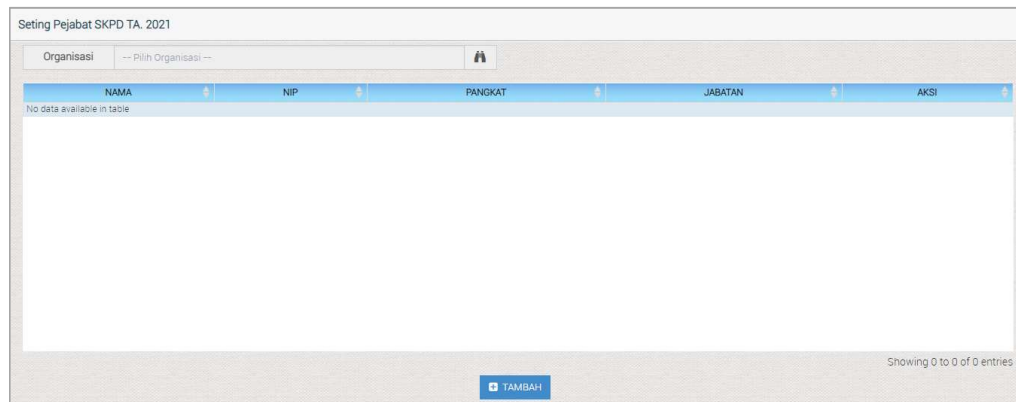 Seting Pejabat SKPD TA. 2021
Organisasi -- Pilih Organisasi --
NAMA NIP PANGKAT JABATAN AKSI
No data available in table
Showing 0 to 0 of 0 entries
TAMBAH